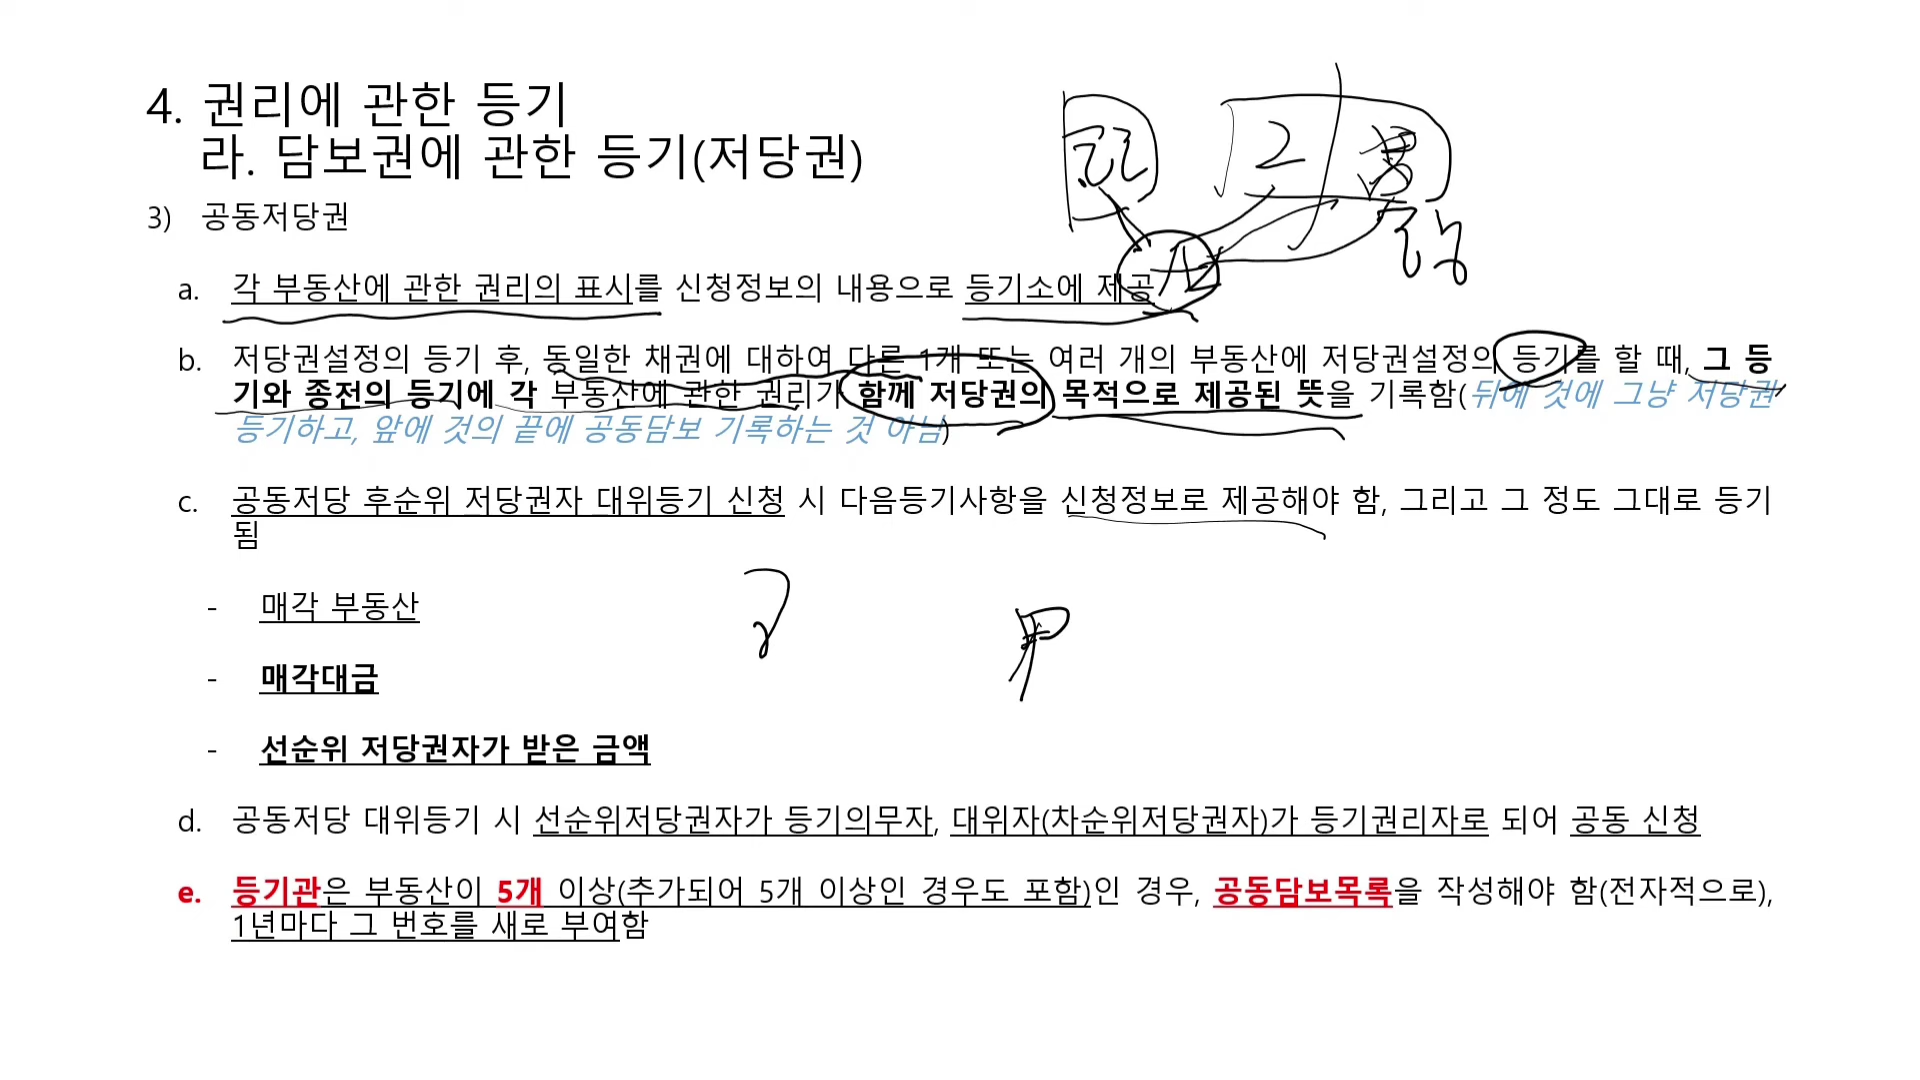 4. 권리에 관한 등기
라. 담보권에 관한 등기(저당권)
3) 공동저당권
a. 각 부동산에 관한 권리의 표시를 신청정보의 내용으로 등기소에 제공
b. 저당권설정의 등기 후, 동일한 채권에 대하여 다른 1개 또는 여러 개의 부동산에 저당권설정의 등기를 할 때, 그 등
기와 종전의 등기에 각 부동산에 관한 권리가 함께 저당권의 목적으로 제공된 뜻을 기록함(뒤에 것에 그냥 저당권
등기하고, 앞에 것의 끝에 공동담보 기록하는 것 아님)
c. 공동저당 후순위 저당권자 대위등기 신청 시 다음등기사항을 신청정보로 제공해야 함, 그리고 그 정도 그대로 등기
됨
- 매각 부동산
- 매각대금
- 선순위 저당권자가 받은 금액
d. 공동저당 대위등기 시 선순위저당권자가 등기의무자, 대위자(차순위저당권자)가 등기권리자로 되어 공동 신청
e. 등기관은 부동산이 5개 이상(추가되어 5개 이상인 경우도 포함)인 경우, 공동담보목록을 작성해야 함(전자적으로),
1년마다 그 번호를 새로 부여함